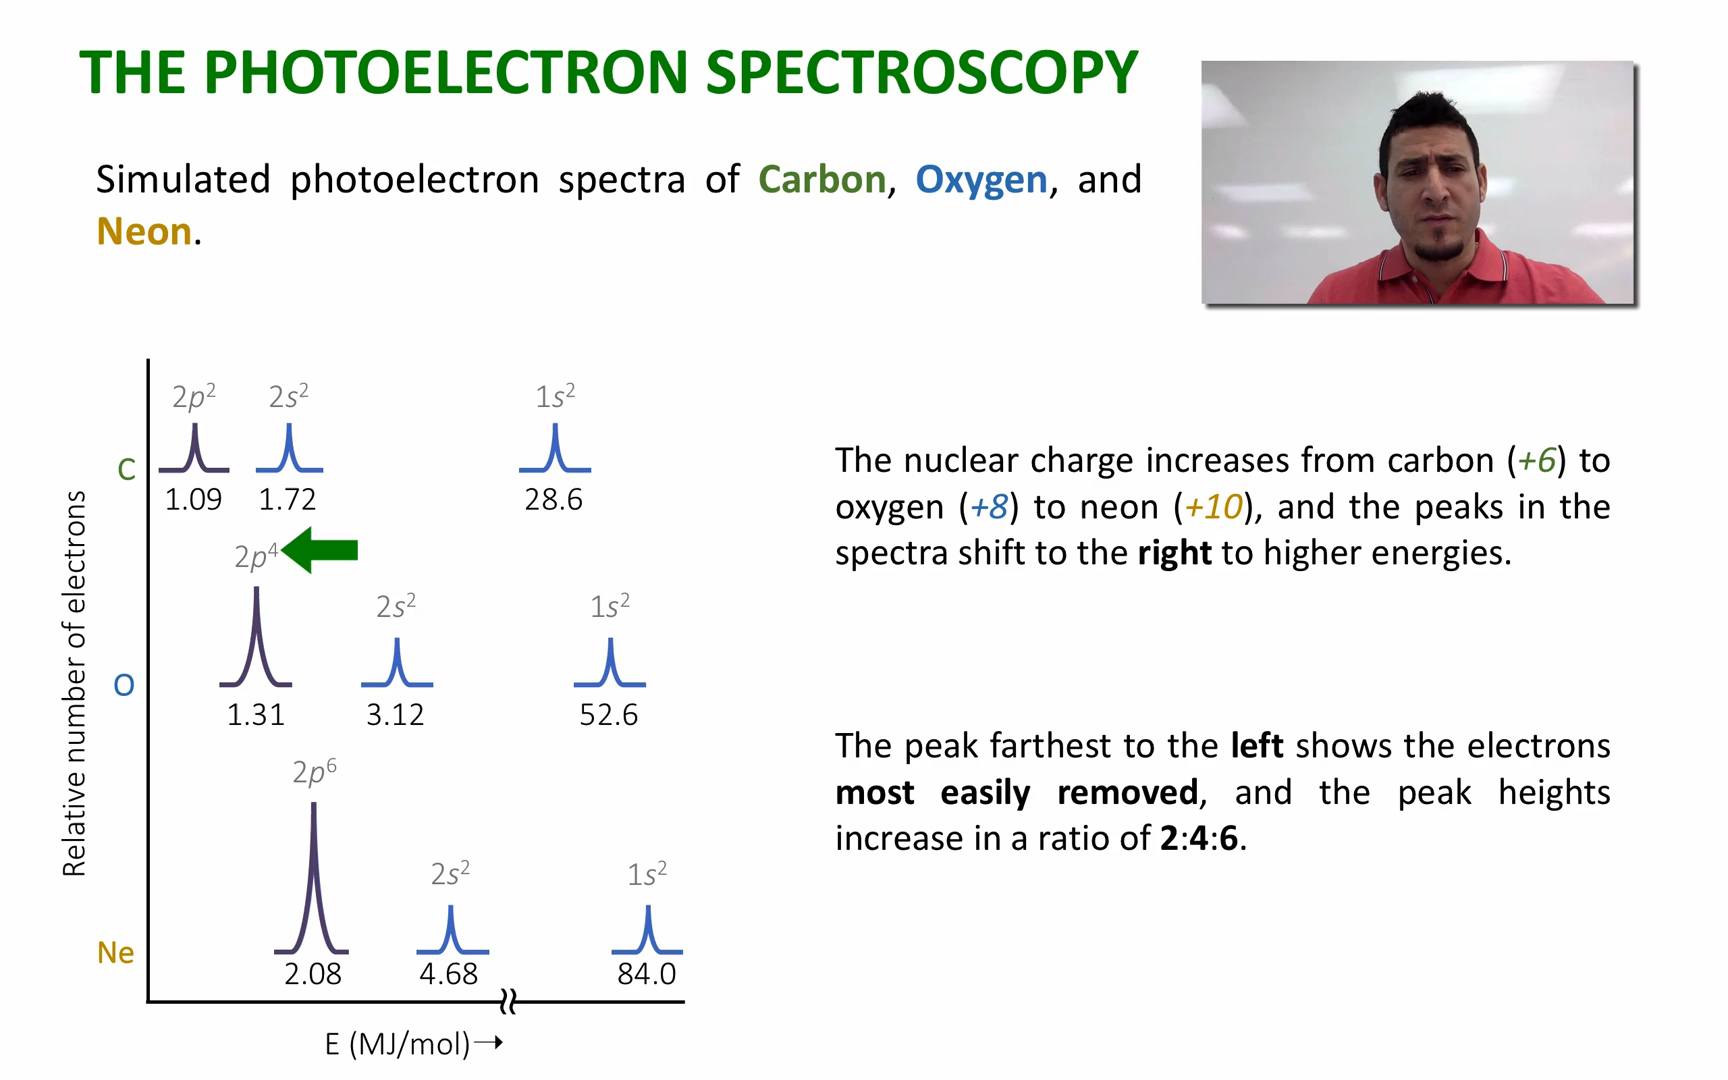 THE PHOTOELECTRON SPECTROSCOPY
Simulated photoelectron spectra of Carbon, Oxygen, and
Neon.
Relative number of electrons
2p² 2s² 1s²
C
1.09 1.72 28.6
2p⁴
2s² 1s²
O
1.31 3.12 52.6
2p⁶
2s² 1s²
Ne
2.08 4.68 84.0
E (MJ/mol)→
The nuclear charge increases from carbon (+6) to
oxygen (+8) to neon (+10), and the peaks in the
spectra shift to the right to higher energies.
The peak farthest to the left shows the electrons
most easily removed, and the peak heights
increase in a ratio of 2:4:6.